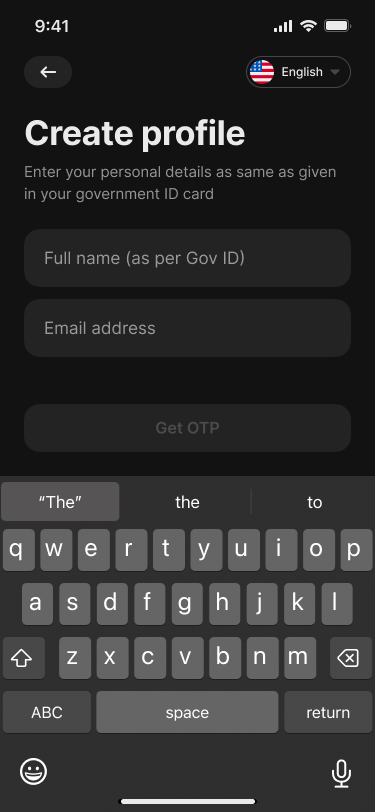 9:41
English
Create profile
Enter your personal details as same as given
in your government ID card
Full name (as per Gov ID)
Email address
Get OTP
“The” the to
q w e r t y u i o p
a s d f g h j k l
z x c v b n m
ABC space return